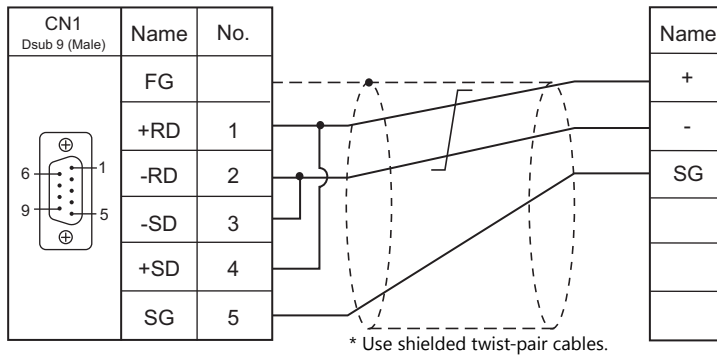 CN1
Dsub 9 (Male)
Name
No.
Name
FG
+
+RD
1
-
-RD
2
SG
-SD
3
+SD
4
SG
5
6
1
9
5
* Use shielded twist-pair cables.